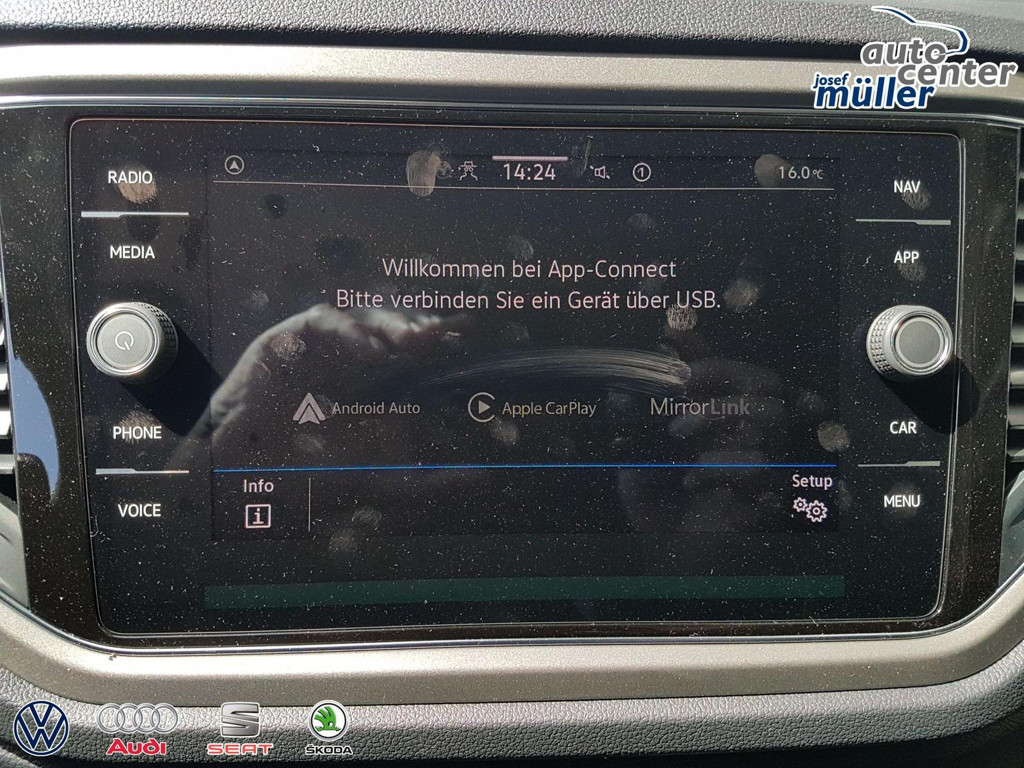 auto
center
josef
müller
RADIO
14:24
1
16.0°C
NAV
MEDIA
APP
Willkommen bei App-Connect
Bitte verbinden Sie ein Gerät über USB.
Android Auto
Apple CarPlay
MirrorLink
PHONE
CAR
Info
Setup
VOICE
MENU
Audi
SEAT
ŠKODA